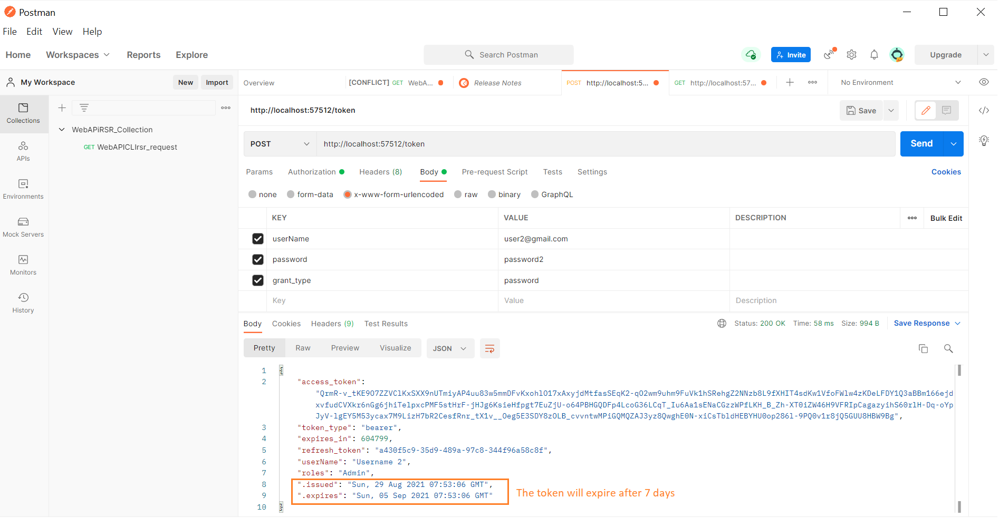 Postman
File Edit View Help
Home Workspaces Reports Explore Search Postman Invite Upgrade
My Workspace New Import Overview [CONFLICT] GET WebA... Release Notes POST http://localhost:5... GET http://localhost:57... No Environment
Collections
APIs
Environments
Mock Servers
Monitors
History
WebAPiRSR_Collection
GET WebAPICLIrsr_request
http://localhost:57512/token Save
POST http://localhost:57512/token Send
Params Authorization Headers (8) Body Pre-request Script Tests Settings Cookies
none form-data x-www-form-urlencoded raw binary GraphQL
KEY VALUE DESCRIPTION Bulk Edit
userName user2@gmail.com
password password2
grant_type password
Key Value Description
Body Cookies Headers (9) Test Results Status: 200 OK Time: 58 ms Size: 994 B Save Response
Pretty Raw Preview Visualize JSON
1 {
2 "access_token":
"QrmR-v_tKE9O7ZZVClKxSXX9nUTmiyAP4uu83w5mmDFvKxohlO17xAxyjdMtfasSEqK2-qO2wm9uhm9FuVk1hSRehgZ2NNzb8L9fXHIT4sdKw1VfoFWlw4zKDeLFDY1Q3aBBm166ejd
xvfudCVXkr6nGg6jhiTelpxcPMF5stHrF-jHJg6KsieHfpgt7EuZjU-o64PBHGQDFp4LcoG36LCqT_Iu6Aa1sENaCGzzWPfLKH_B_Zh-XT0iZW46H9VFRIpCagazyihS60rlH-Dq-oYp
JyV-lgEY5M53ycax7M9LizH7bR2CesfRnr_tX1v__Oeg5E3SDY8zOLB_cvvntwMPiGQMQZAJ3yz8QwghE0N-xiCsTbldHEBYHU0op286l-9PQ0v1r8jQ5GUU8HBW9Bg",
3 "token_type": "bearer",
4 "expires_in": 604799,
5 "refresh_token": "a430f5c9-35d9-489a-97c8-344f96a58c8f",
6 "userName": "Username 2",
7 "roles": "Admin",
8 ".issued": "Sun, 29 Aug 2021 07:53:06 GMT",
9 ".expires": "Sun, 05 Sep 2021 07:53:06 GMT"
The token will expire after 7 days
10 }